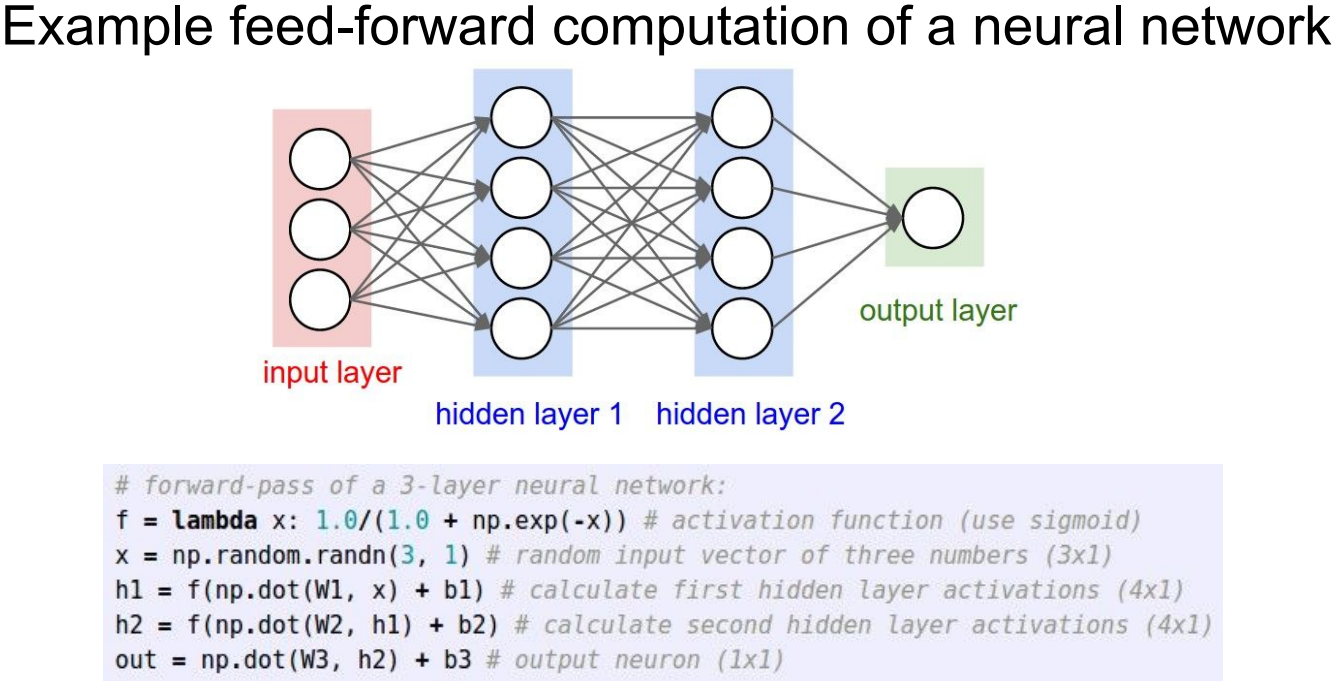 Example feed-forward computation of a neural network
input layer
hidden layer 1
hidden layer 2
output layer
# forward-pass of a 3-layer neural network:
f = lambda x: 1.0/(1.0 + np.exp(-x)) # activation function (use sigmoid)
x = np.random.randn(3, 1) # random input vector of three numbers (3x1)
h1 = f(np.dot(W1, x) + b1) # calculate first hidden layer activations (4x1)
h2 = f(np.dot(W2, h1) + b2) # calculate second hidden layer activations (4x1)
out = np.dot(W3, h2) + b3 # output neuron (1x1)